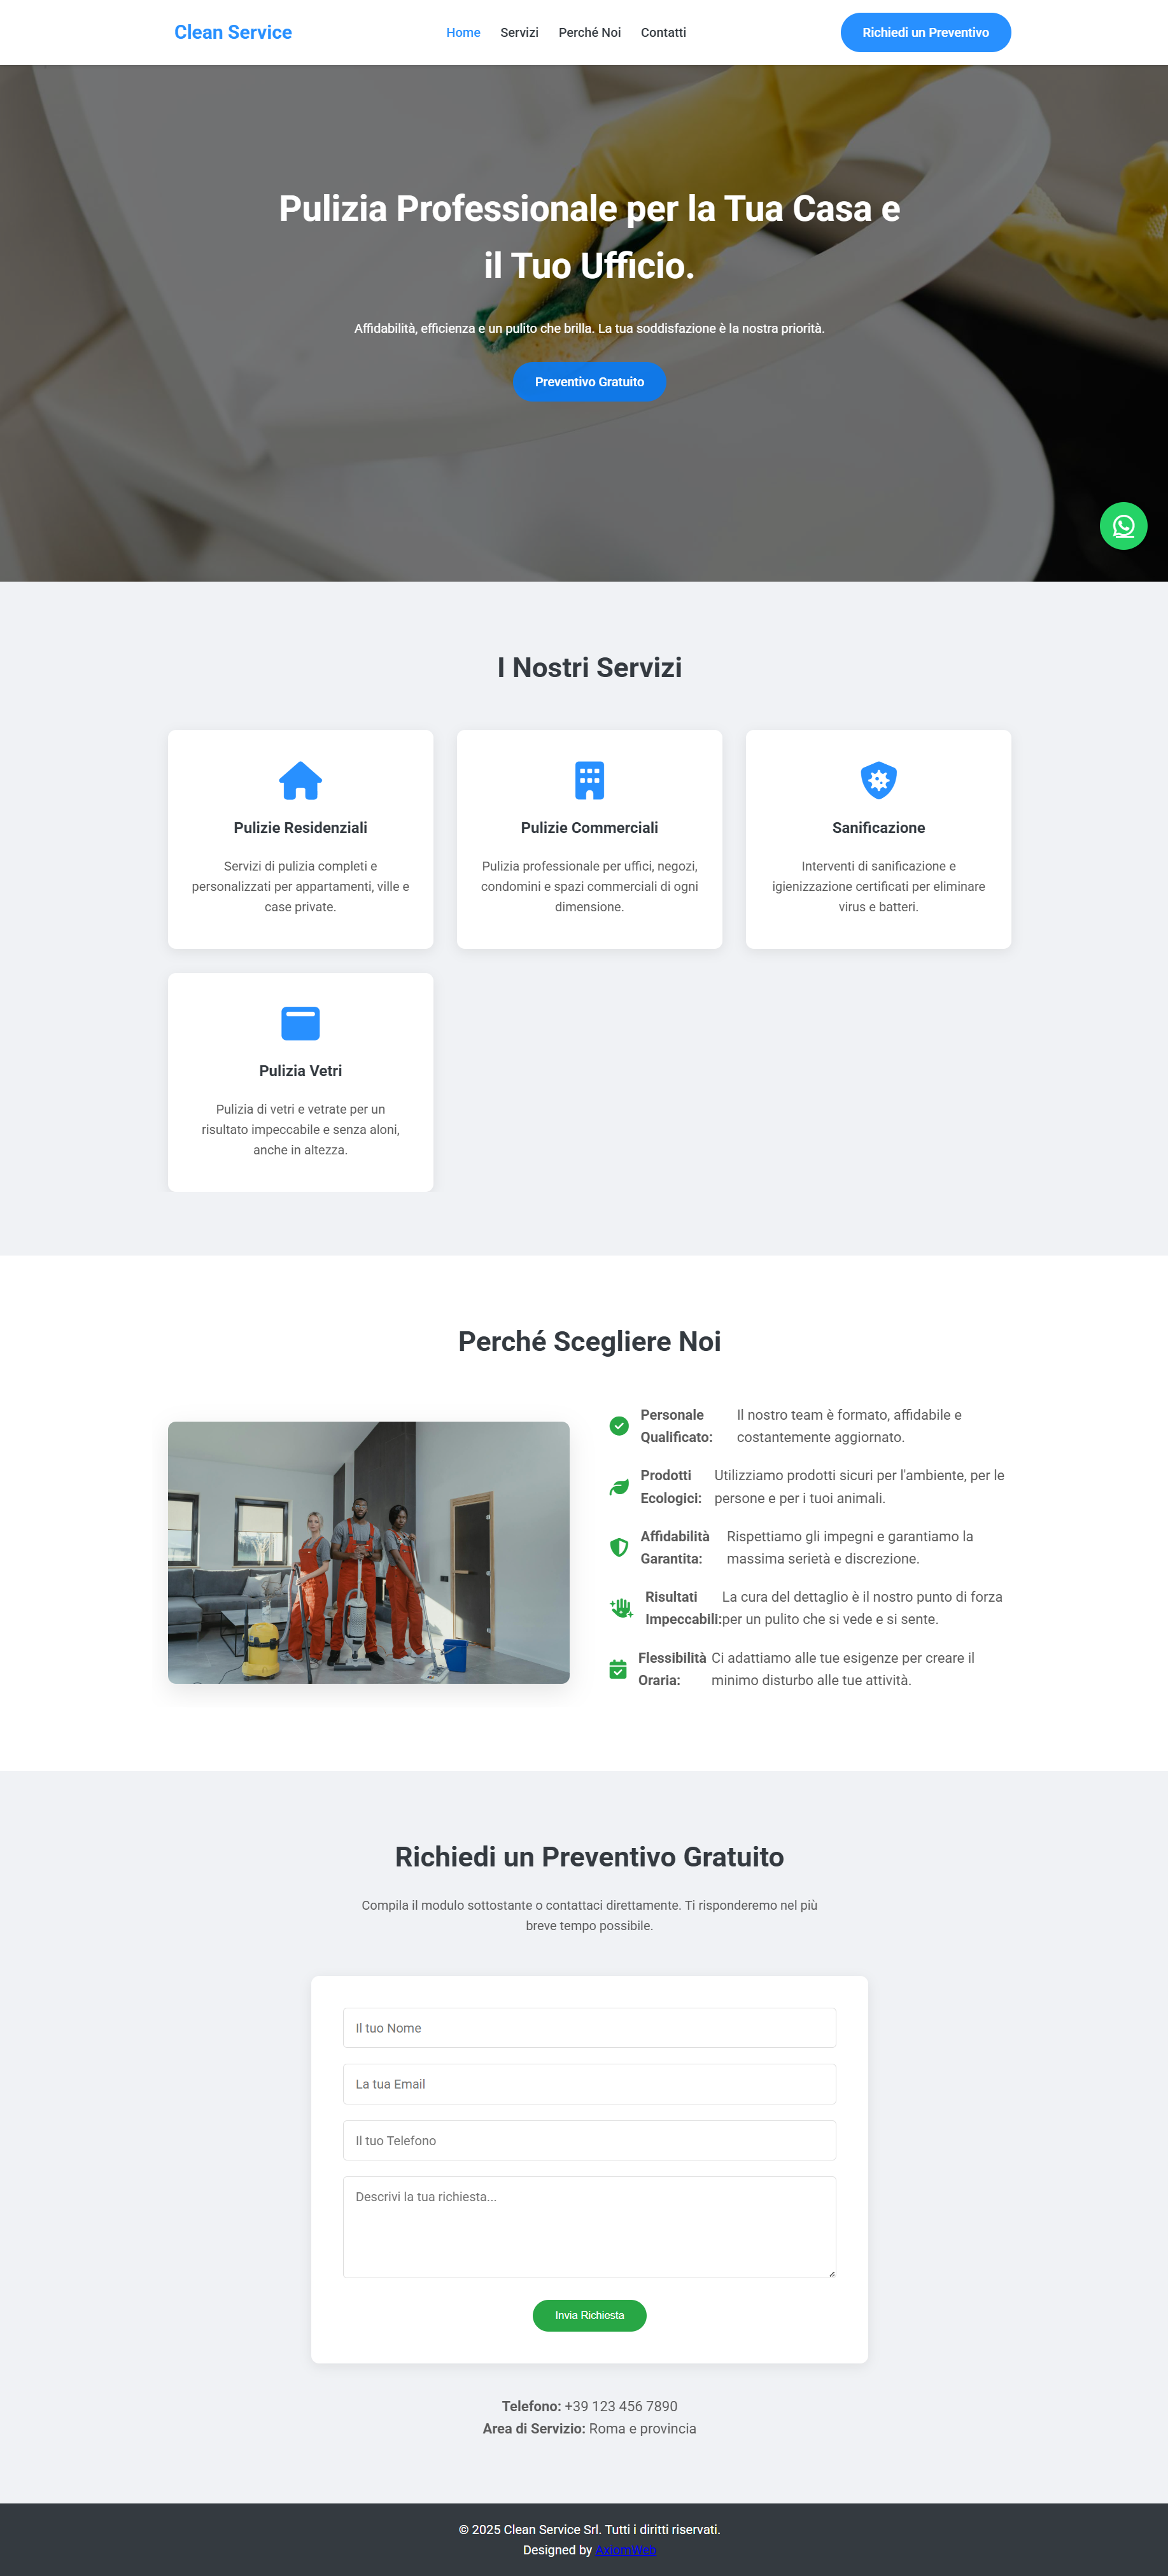 Clean Service
Home Servizi Perché Noi Contatti
Richiedi un Preventivo
Pulizia Professionale per la Tua Casa e
il Tuo Ufficio.
Affidabilità, efficienza e un pulito che brilla. La tua soddisfazione è la nostra priorità.
Preventivo Gratuito
I Nostri Servizi
Pulizie Residenziali
Servizi di pulizia completi e
personalizzati per appartamenti, ville e
case private.
Pulizie Commerciali
Pulizia professionale per uffici, negozi,
condomini e spazi commerciali di ogni
dimensione.
Sanificazione
Interventi di sanificazione e
igienizzazione certificati per eliminare
virus e batteri.
Pulizia Vetri
Pulizia di vetri e vetrate per un
risultato impeccabile e senza aloni,
anche in altezza.
Perché Scegliere Noi
Personale
Qualificato:
Il nostro team è formato, affidabile e
costantemente aggiornato.
Prodotti
Ecologici:
Utilizziamo prodotti sicuri per l'ambiente, per le
persone e per i tuoi animali.
Affidabilità
Garantita:
Rispettiamo gli impegni e garantiamo la
massima serietà e discrezione.
Risultati
Impeccabili:
La cura del dettaglio è il nostro punto di forza
per un pulito che si vede e si sente.
Flessibilità
Oraria:
Ci adattiamo alle tue esigenze per creare il
minimo disturbo alle tue attività.
Richiedi un Preventivo Gratuito
Compila il modulo sottostante o contattaci direttamente. Ti risponderemo nel più
breve tempo possibile.
Il tuo Nome
La tua Email
Il tuo Telefono
Descrivi la tua richiesta...
Invia Richiesta
Telefono: +39 123 456 7890
Area di Servizio: Roma e provincia
© 2025 Clean Service Srl. Tutti i diritti riservati.
Designed by AxiomWeb